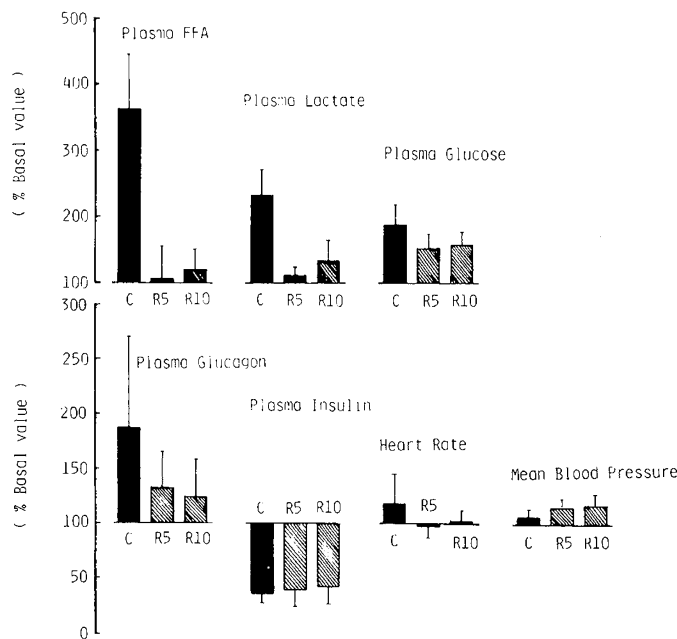 500
Plasma FFA
400
Plasma Lactate
300
Plasma Glucose
200
100
( % Basal value )
C R5 R10
C R5 R10
C R5 R10
300
250
Plasma Glucagon
Plasma Insulin
200
Heart Rate
150
Mean Blood Pressure
100
50
0
( % Basal value )
C R5 R10
C R5 R10
C R5 R10
C R5 R10